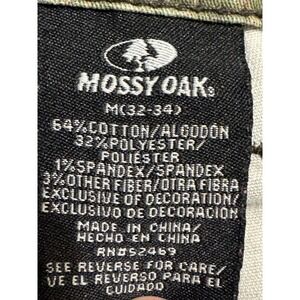 MOSSY OAK®
M(32-34)
64%COTTON/ALGODON
32%POLYESTER/
POLIÉSTER
1%SPANDEX/SPANDEX
3%OTHER FIBER/OTRA FIBRA
EXCLUSIVE OF DECORATION/
EXCLUSIVO DE DECORACIÓN
MADE IN CHINA/
HECHO EN CHINA
RN#52469
SEE REVERSE FOR CARE/
VE EL REVERSO PARA EL
CUIDADO